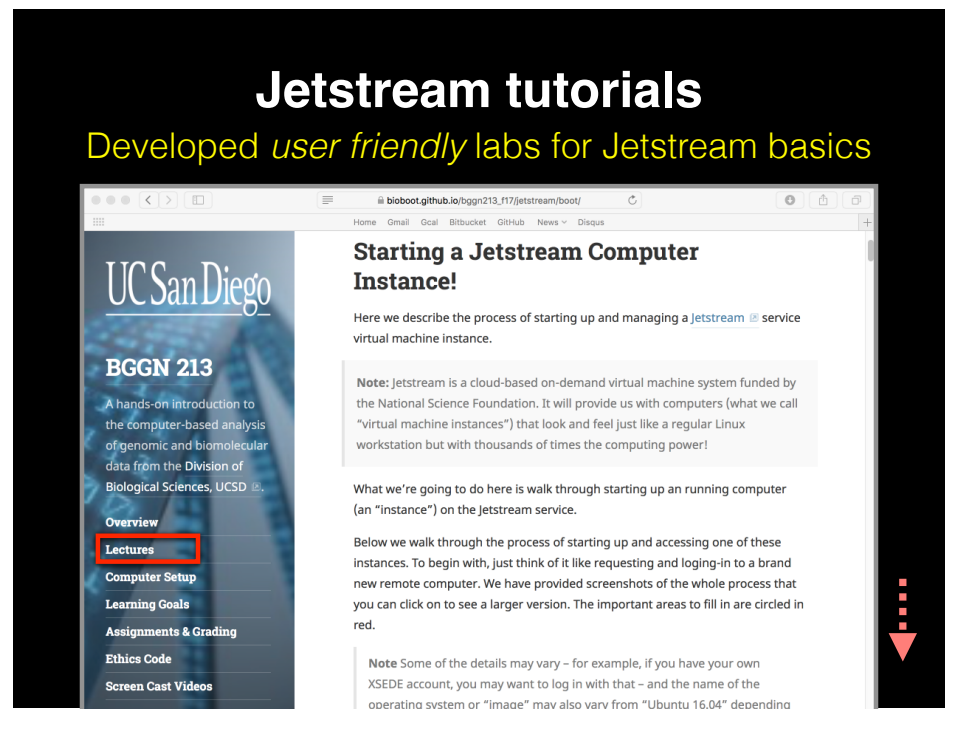 Jetstream tutorials
Developed user friendly labs for Jetstream basics
bioboot.github.io/bggn213_f17/jetstream/boot/
Home Gmail Gcal Bitbucket GitHub News Disqus
UC San Diego
BGGN 213
A hands-on introduction to
the computer-based analysis
of genomic and biomolecular
data from the Division of
Biological Sciences, UCSD
Overview
Lectures
Computer Setup
Learning Goals
Assignments & Grading
Ethics Code
Screen Cast Videos
Starting a Jetstream Computer
Instance!
Here we describe the process of starting up and managing a Jetstream service
virtual machine instance.
Note: Jetstream is a cloud-based on-demand virtual machine system funded by
the National Science Foundation. It will provide us with computers (what we call
“virtual machine instances”) that look and feel just like a regular Linux
workstation but with thousands of times the computing power!
What we’re going to do here is walk through starting up an running computer
(an “instance”) on the Jetstream service.
Below we walk through the process of starting up and accessing one of these
instances. To begin with, just think of it like requesting and loging-in to a brand
new remote computer. We have provided screenshots of the whole process that
you can click on to see a larger version. The important areas to fill in are circled in
red.
Note Some of the details may vary – for example, if you have your own
XSEDE account, you may want to log in with that – and the name of the
operating system or “image” may also vary from “Ubuntu 16.04” depending